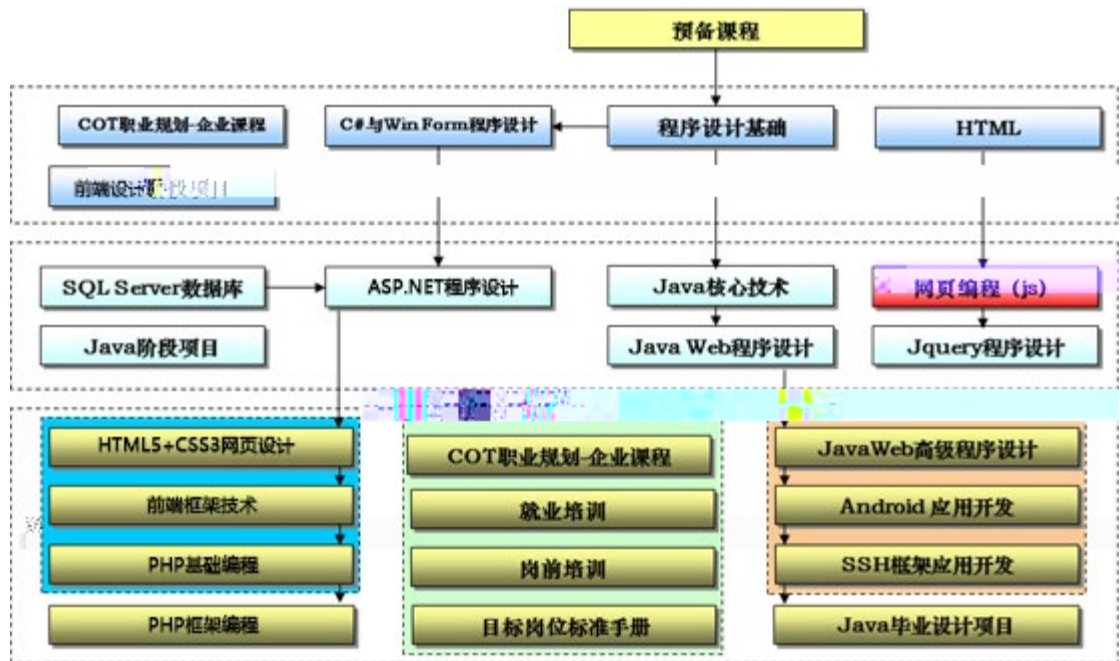 预备课程
COT职业规划-企业课程
C#与Win Form程序设计
程序设计基础
HTML
前端设计阶段项目
SQL Server数据库
ASP.NET程序设计
Java核心技术
网页编程（js）
Java阶段项目
Java Web程序设计
Jquery程序设计
HTML5+CSS3网页设计
COT职业规划-企业课程
JavaWeb高级程序设计
前端框架技术
就业培训
Android 应用开发
PHP基础编程
岗前培训
SSH框架应用开发
PHP框架编程
目标岗位标准手册
Java毕业设计项目